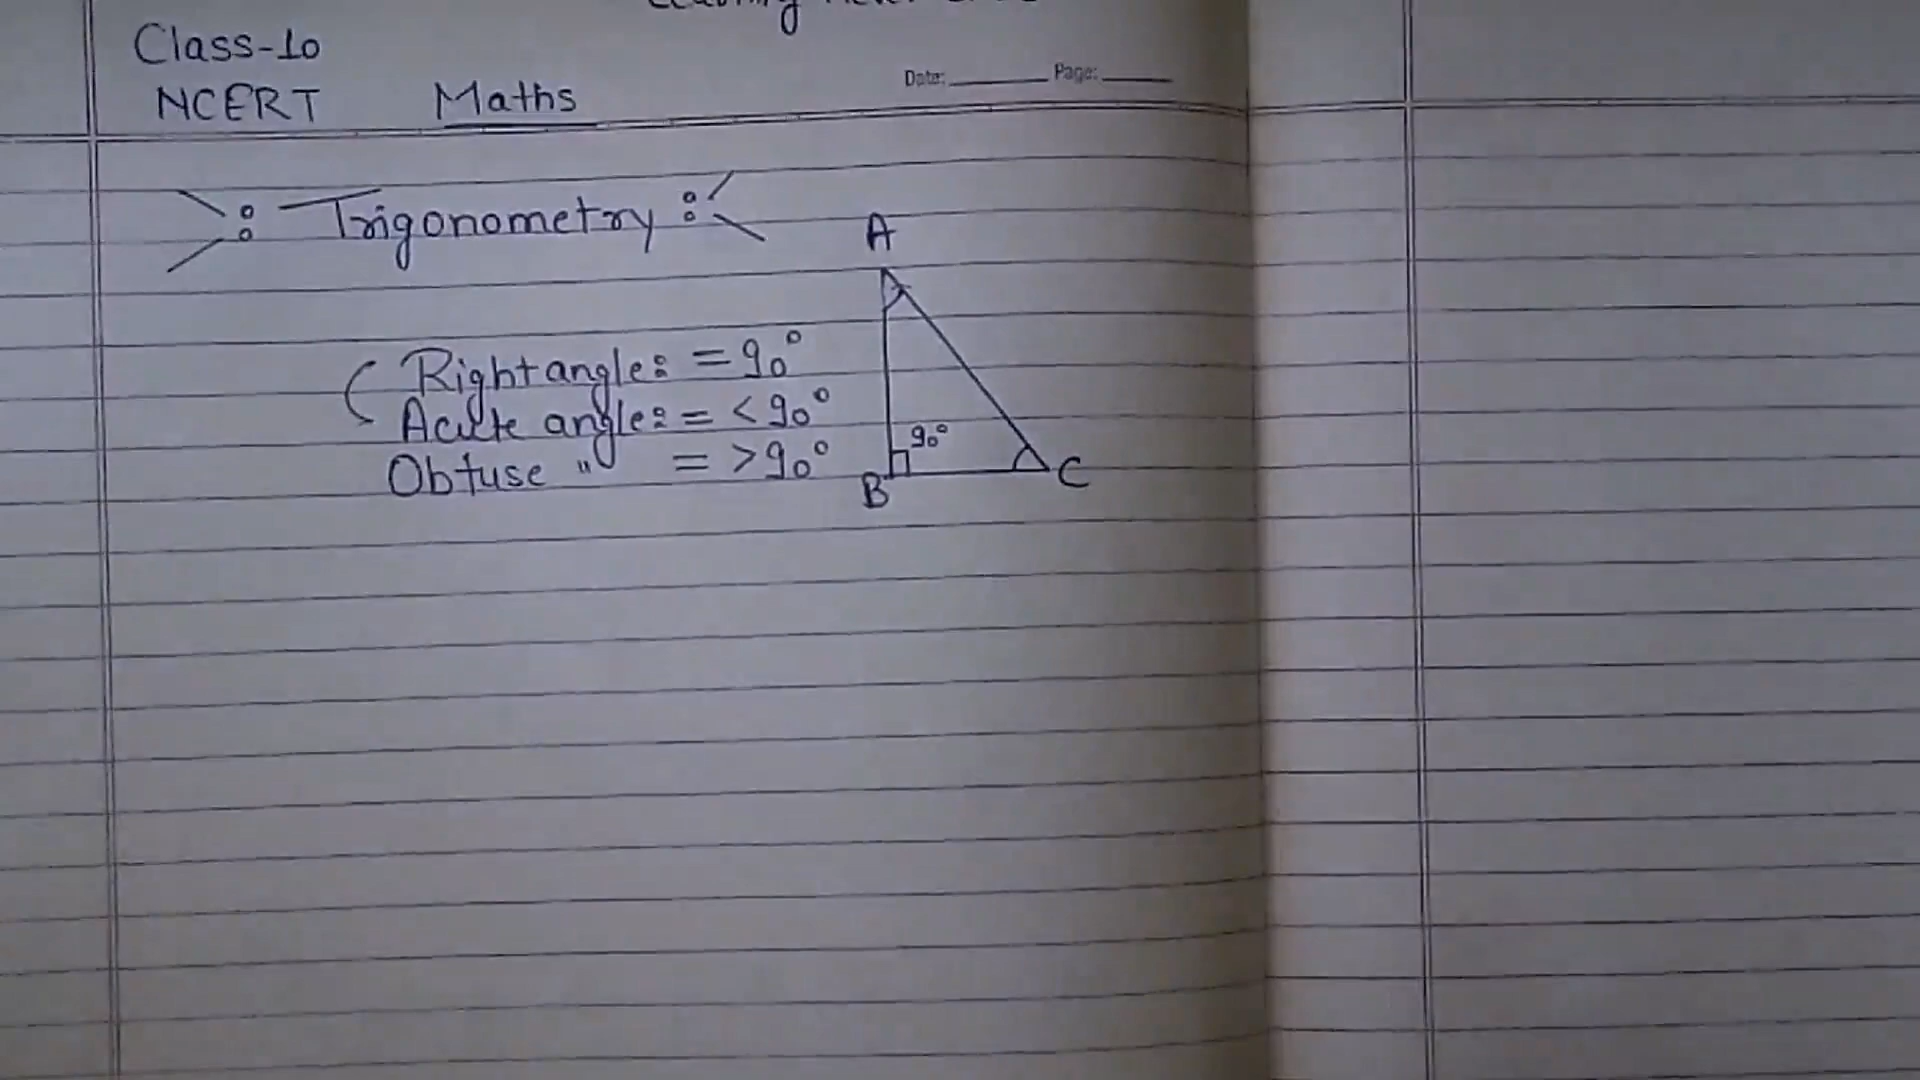 Class-10
NCERT Maths
Date: Page:
Trigonometry
A
Right angle: = 90°
Acute angle: = < 90°
Obtuse " = > 90°
90°
B
C